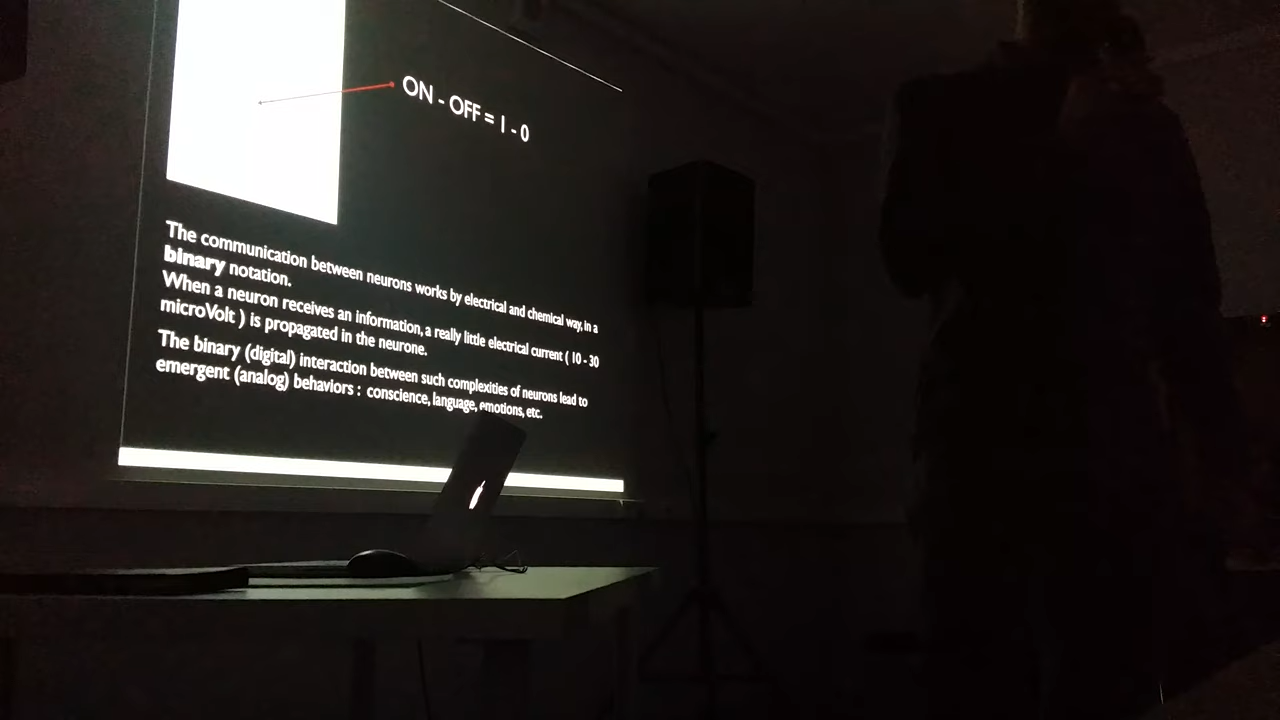 ON - OFF = 1 - 0
The communication between neurons works by electrical and chemical way, in a
binary notation.
When a neuron receives an information, a really little electrical current ( 10 - 30
microVolt ) is propagated in the neurone.
The binary (digital) interaction between such complexities of neurons lead to
emergent (analog) behaviors : conscience, language, emotions, etc.